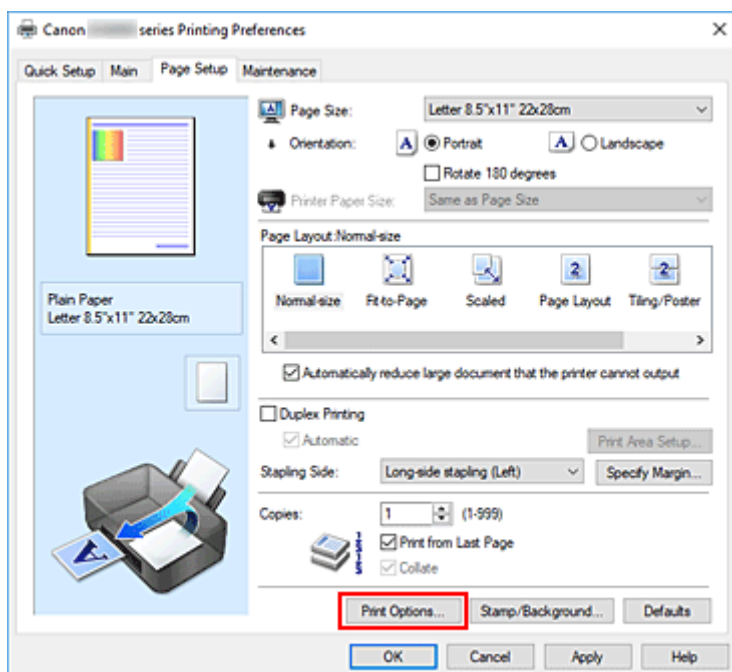 Canon series Printing Preferences
Quick Setup Main Page Setup Maintenance
Page Size: Letter 8.5"x11" 22x28cm
Orientation: A Portrait A Landscape
Rotate 180 degrees
Printer Paper Size: Same as Page Size
Page Layout:Normal-size
Normal-size Fit-to-Page Scaled Page Layout Tiling/Poster
Plain Paper
Letter 8.5"x11" 22x28cm
Automatically reduce large document that the printer cannot output
Duplex Printing
Automatic Print Area Setup...
Stapling Side: Long-side stapling (Left) Specify Margin...
Copies: 1 (1-999)
Print from Last Page
Collate
Print Options... Stamp/Background... Defaults
OK Cancel Apply Help